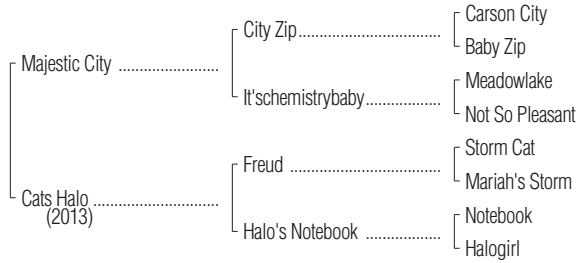 Carson City
City Zip
Baby Zip
Majestic City
Meadowlake
It'schemistrybaby
Not So Pleasant
Storm Cat
Freud
Mariah's Storm
Cats Halo
(2013)
Notebook
Halo's Notebook
Halogirl